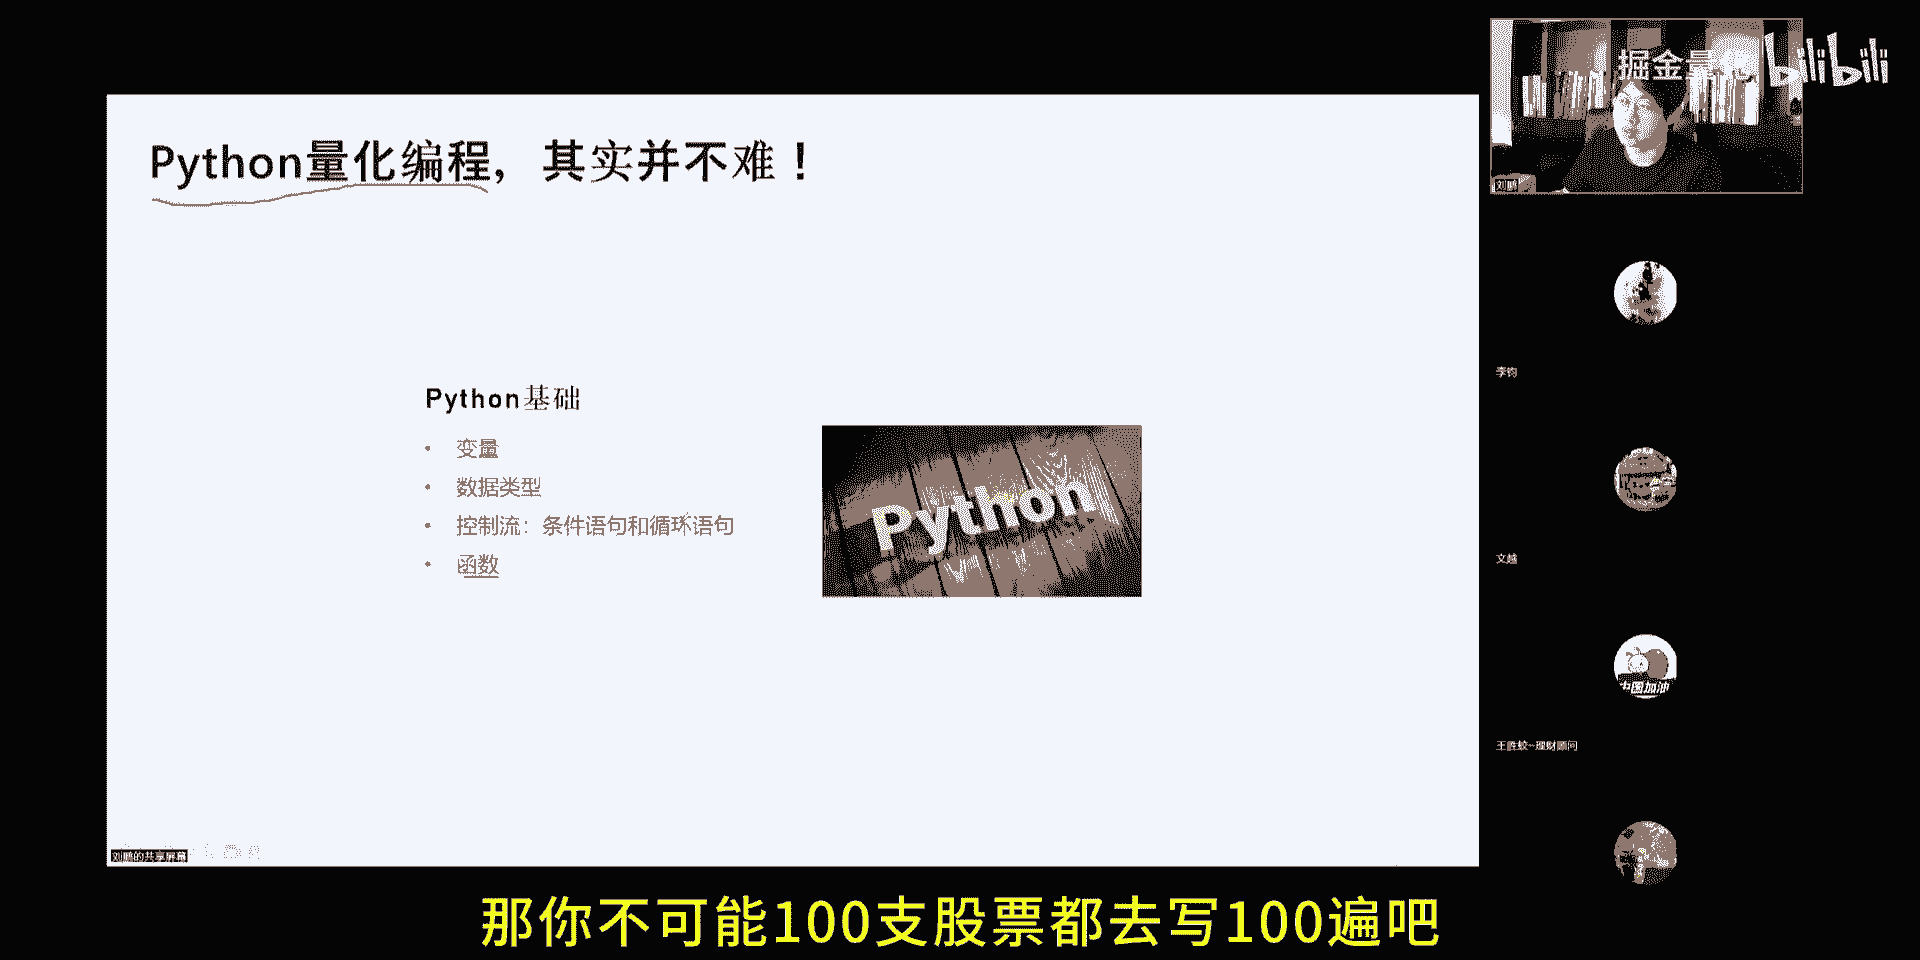 Python量化编程，其实并不难！
Python基础
• 变量
• 数据类型
• 控制流：条件语句和循环语句
• 函数
Python
刘鹏的共享屏幕
掘金量化 bilibili
刘鹏
李钧
文越
中国加油
理财顾问
那你不可能100支股票都去写100遍吧